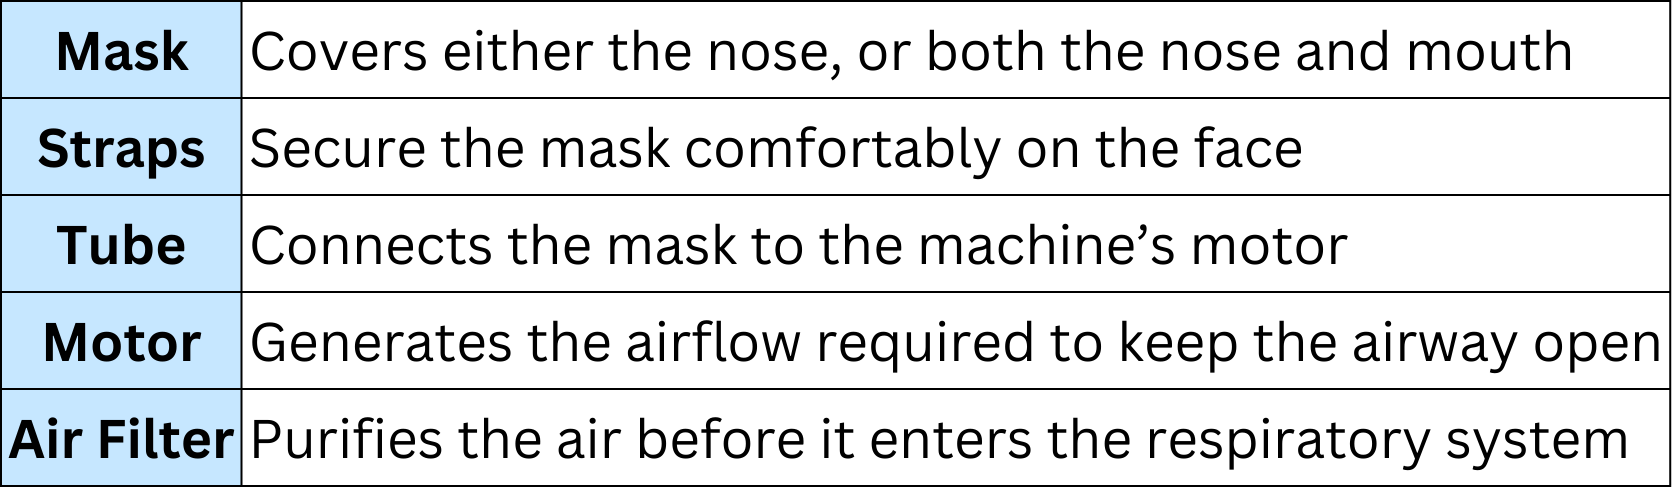 Mask Covers either the nose, or both the nose and mouth
Straps Secure the mask comfortably on the face
Tube Connects the mask to the machine’s motor
Motor Generates the airflow required to keep the airway open
Air Filter Purifies the air before it enters the respiratory system